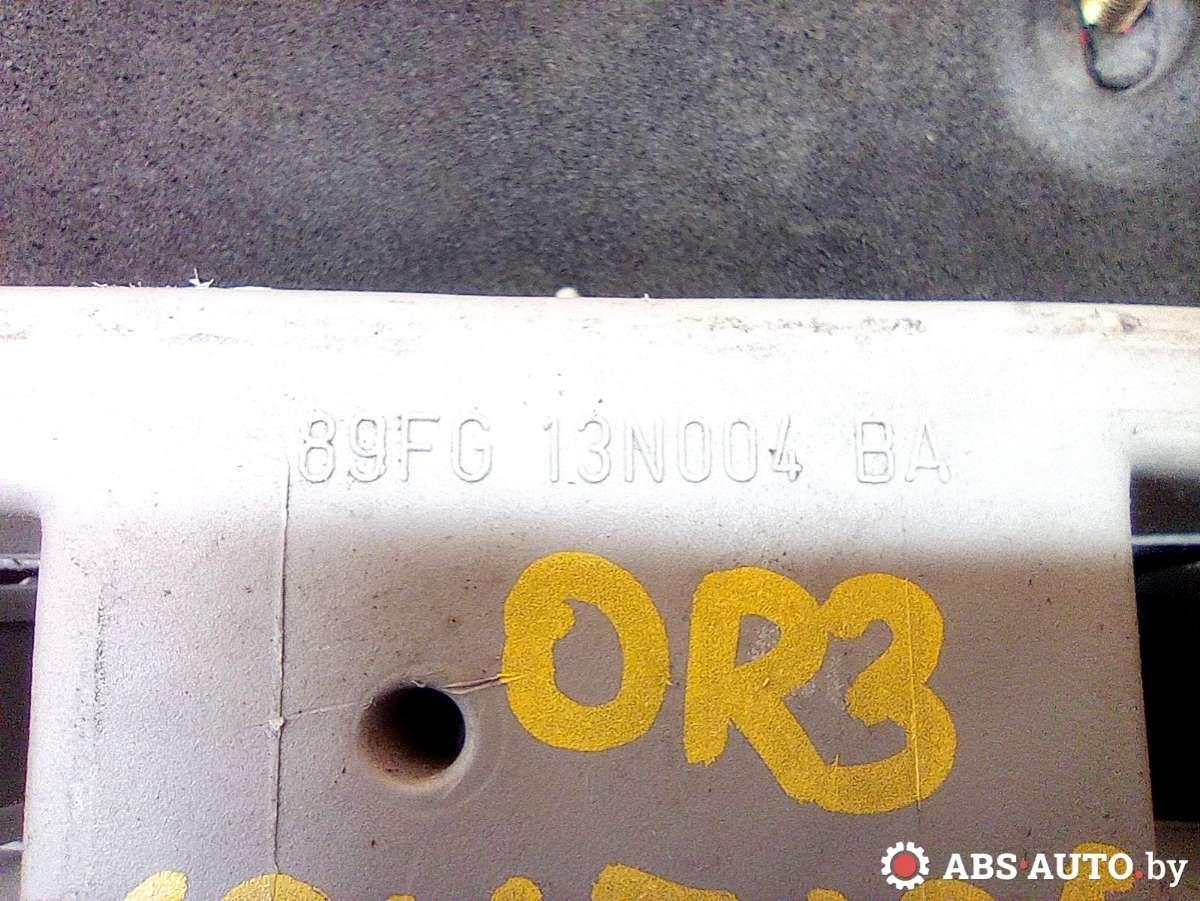 89FG 13N004 BA
OR3
ABS-AUTO.by